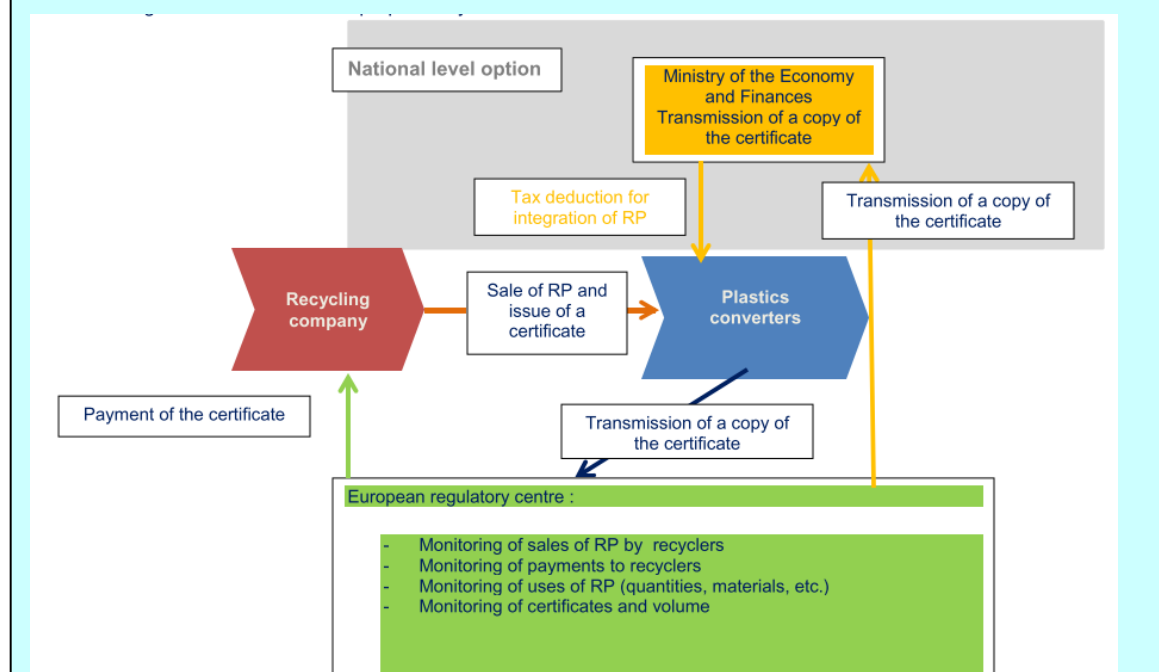 National level option
Ministry of the Economy
and Finances
Transmission of a copy of
the certificate
Tax deduction for
integration of RP
Transmission of a copy of
the certificate
Recycling
company
Sale of RP and
issue of a
certificate
Plastics
converters
Payment of the certificate
Transmission of a copy of
the certificate
European regulatory centre :
- Monitoring of sales of RP by recyclers
- Monitoring of payments to recyclers
- Monitoring of uses of RP (quantities, materials, etc.)
- Monitoring of certificates and volume